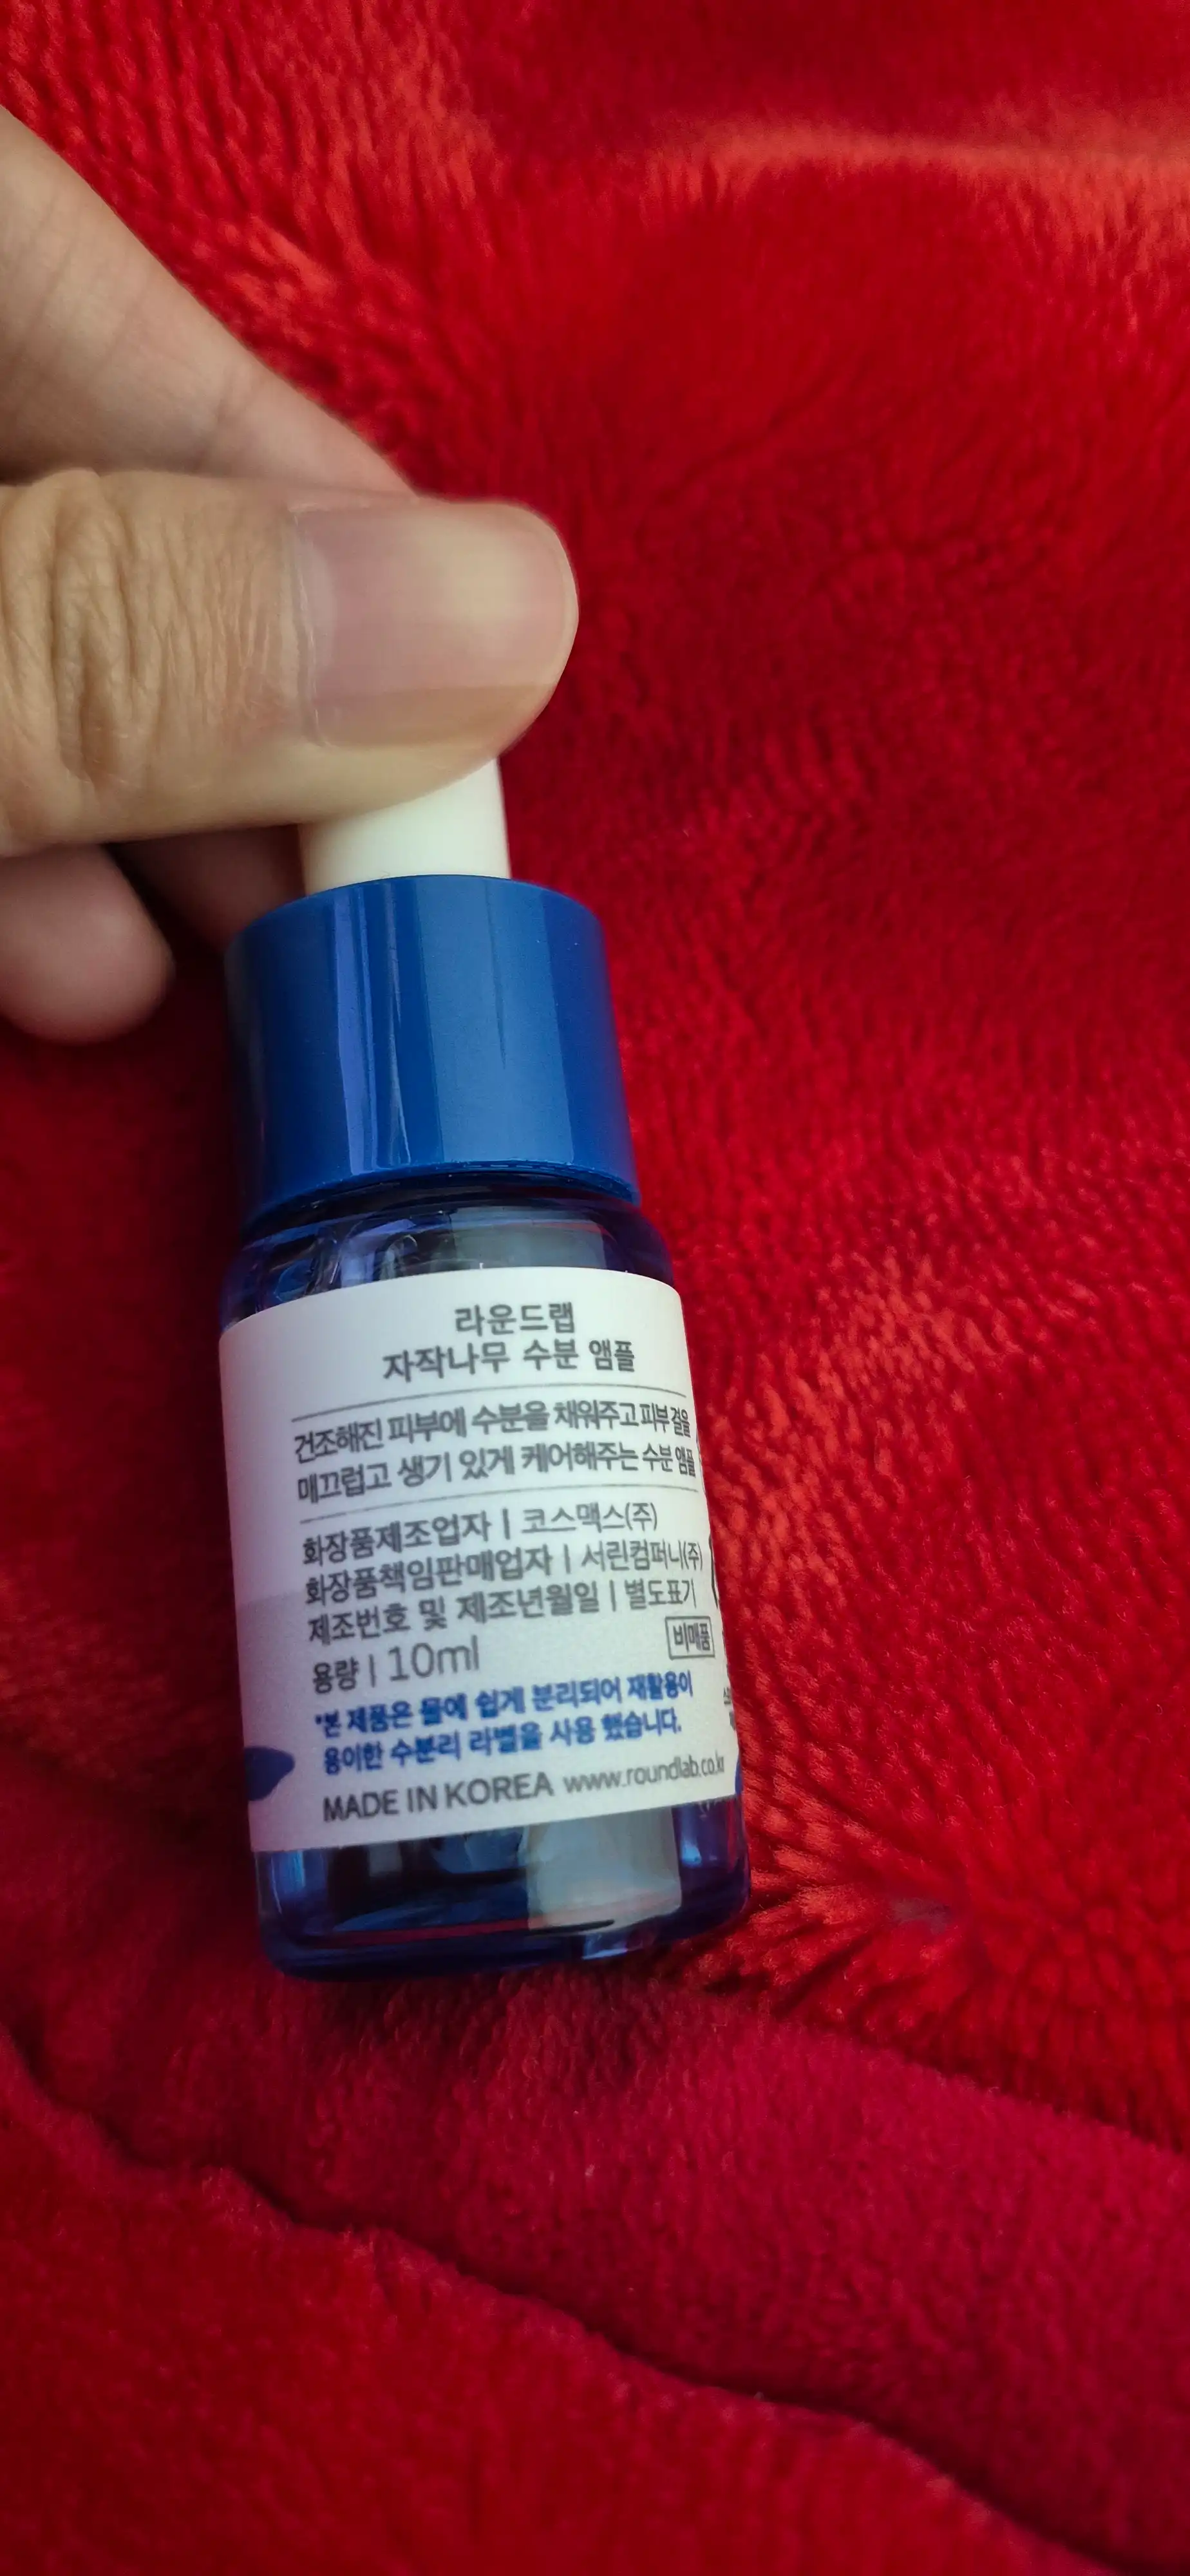 라운드랩
자작나무 수분 앰플
건조해진 피부에 수분을 채워주고 피부결을
매끄럽고 생기 있게 케어해주는 수분 앰플
화장품제조업자 | 코스맥스(주)
화장품책임판매업자 | 서린컴퍼니(주)
제조번호 및 제조년월일 | 별도표기
비매품
용량 | 10ml
*본 제품은 물에 쉽게 분리되어 재활용이
용이한 수분리 라벨을 사용 했습니다.
MADE IN KOREA www.roundlab.co.kr